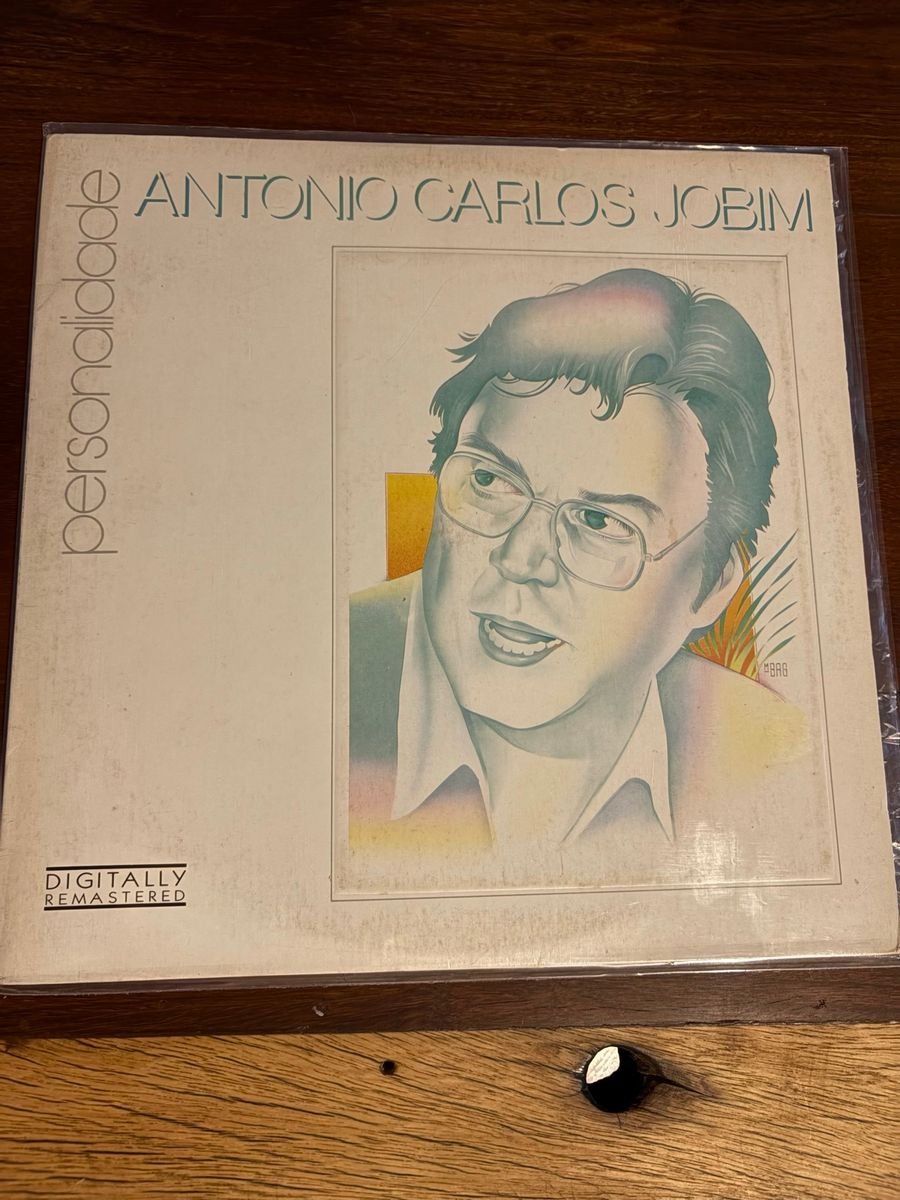 personalidade
ANTONIO CARLOS JOBIM
MBAG
DIGITALLY
REMASTERED